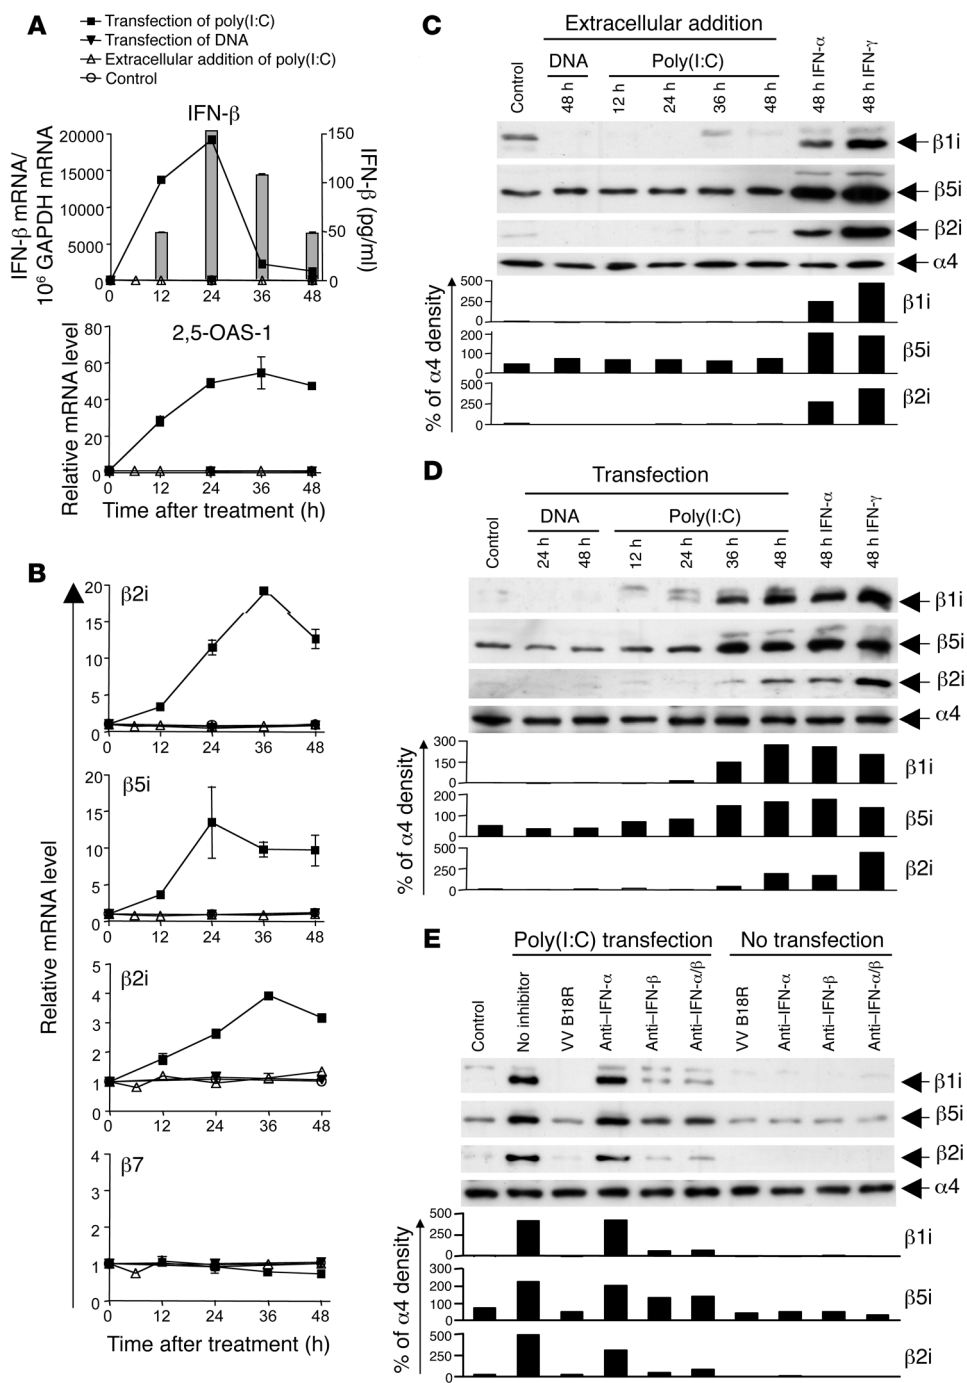 A
Transfection of poly(I:C)
Transfection of DNA
Extracellular addition of poly(I:C)
Control
IFN-β
IFN-β mRNA/
10⁶ GAPDH mRNA
20000
15000
10000
5000
0
150
100
50
0
IFN-β (pg/ml)
0 12 24 36 48
2,5-OAS-1
Relative mRNA level
80
60
40
20
0
0 12 24 36 48
Time after treatment (h)
B
Relative mRNA level
β2i
20
15
10
5
0
0 12 24 36 48
β5i
20
15
10
5
0
0 12 24 36 48
β2i
5
4
3
2
1
0
0 12 24 36 48
β7
4
3
2
1
0
0 12 24 36 48
Time after treatment (h)
C
Extracellular addition
DNA Poly(I:C)
Control 48 h 12 h 24 h 36 h 48 h 48 h IFN-α 48 h IFN-γ
β1i
β5i
β2i
α4
% of α4 density
500
250
0
β1i
200
100
0
β5i
500
250
0
β2i
D
Transfection
DNA Poly(I:C)
Control 24 h 48 h 12 h 24 h 36 h 48 h 48 h IFN-α 48 h IFN-γ
β1i
β5i
β2i
α4
% of α4 density
300
150
0
β1i
200
100
0
β5i
500
250
0
β2i
E
Poly(I:C) transfection No transfection
Control No inhibitor VV B18R Anti–IFN-α Anti–IFN-β Anti–IFN-α/β VV B18R Anti–IFN-α Anti–IFN-β Anti–IFN-α/β
β1i
β5i
β2i
α4
% of α4 density
500
250
0
β1i
300
200
100
0
β5i
500
250
0
β2i